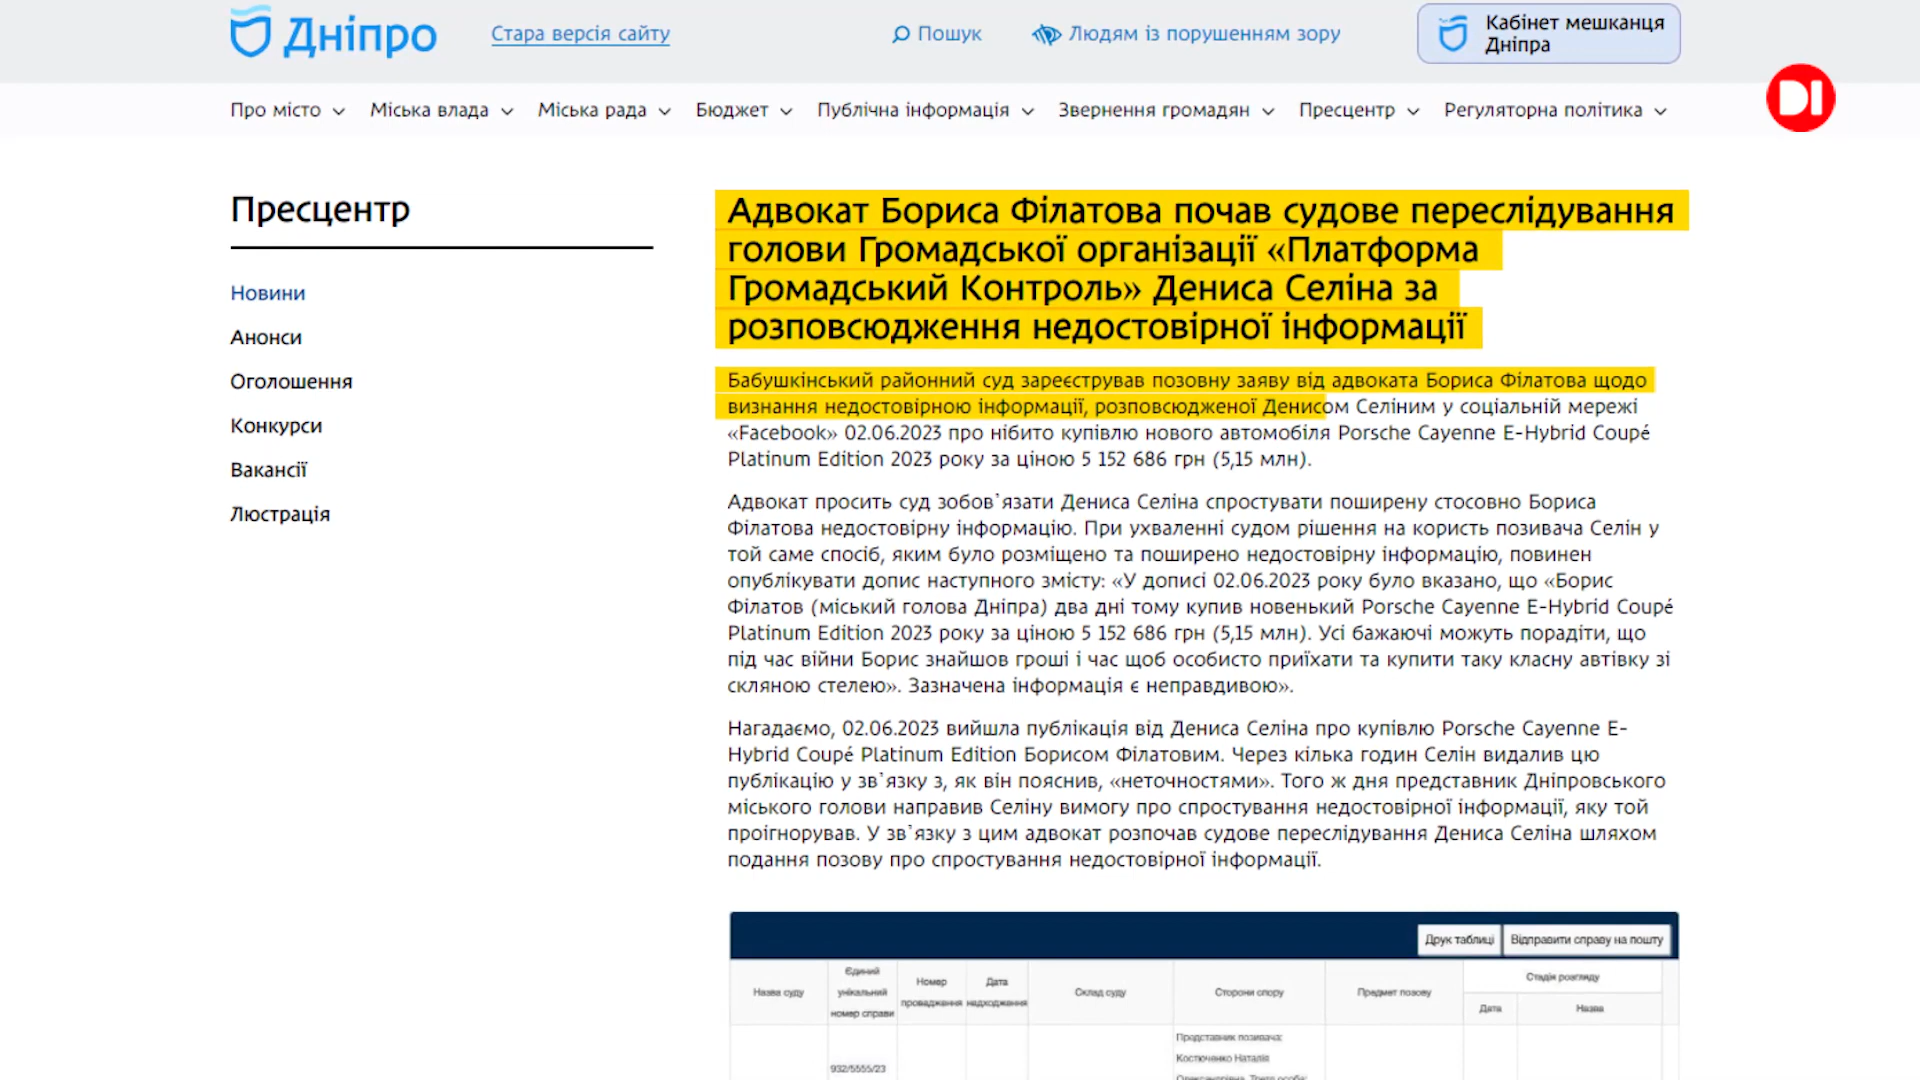 Дніпро
Стара версія сайту
Пошук
Людям із порушенням зору
Кабінет мешканця
Дніпра
DI
Про місто
Міська влада
Міська рада
Бюджет
Публічна інформація
Звернення громадян
Пресцентр
Регуляторна політика
Пресцентр
Новини
Анонси
Оголошення
Конкурси
Вакансії
Люстрація
Адвокат Бориса Філатова почав судове переслідування
голови Громадської організації «Платформа
Громадський Контроль» Дениса Селіна за
розповсюдження недостовірної інформації
Бабушкінський районний суд зареєстрував позовну заяву від адвоката Бориса Філатова щодо
визнання недостовірною інформації, розповсюдженої Денисом Селіним у соціальній мережі
«Facebook» 02.06.2023 про нібито купівлю нового автомобіля Porsche Cayenne E-Hybrid Coupé
Platinum Edition 2023 року за ціною 5 152 686 грн (5,15 млн).
Адвокат просить суд зобов’язати Дениса Селіна спростувати поширену стосовно Бориса
Філатова недостовірну інформацію. При ухваленні судом рішення на користь позивача Селін у
той саме спосіб, яким було розміщено та поширено недостовірну інформацію, повинен
опублікувати допис наступного змісту: «У дописі 02.06.2023 року було вказано, що «Борис
Філатов (міський голова Дніпра) два дні тому купив новенький Porsche Cayenne E-Hybrid Coupé
Platinum Edition 2023 року за ціною 5 152 686 грн (5,15 млн). Усі бажаючі можуть порадіти, що
під час війни Борис знайшов гроші і час щоб особисто приїхати та купити таку класну автівку зі
скляною стелею». Зазначена інформація є неправдивою».
Нагадаємо, 02.06.2023 вийшла публікація від Дениса Селіна про купівлю Porsche Cayenne E-
Hybrid Coupé Platinum Edition Борисом Філатовим. Через кілька годин Селін видалив цю
публікацію у зв’язку з, як він пояснив, «неточностями». Того ж дня представник Дніпровського
міського голови направив Селіну вимогу про спростування недостовірної інформації, яку той
проігнорував. У зв’язку з цим адвокат розпочав судове переслідування Дениса Селіна шляхом
подання позову про спростування недостовірної інформації.
Друк таблиці
Відправити справу на пошту
Назва суду
Єдиний
унікальний
номер справи
Номер
провадження
Дата
надходження
Склад суду
Сторони спору
Предмет позову
Стадія розгляду
Дата
Назва
932/5555/23
Представник позивача:
Костюченко Наталія
Олександрівна, Третя особа: